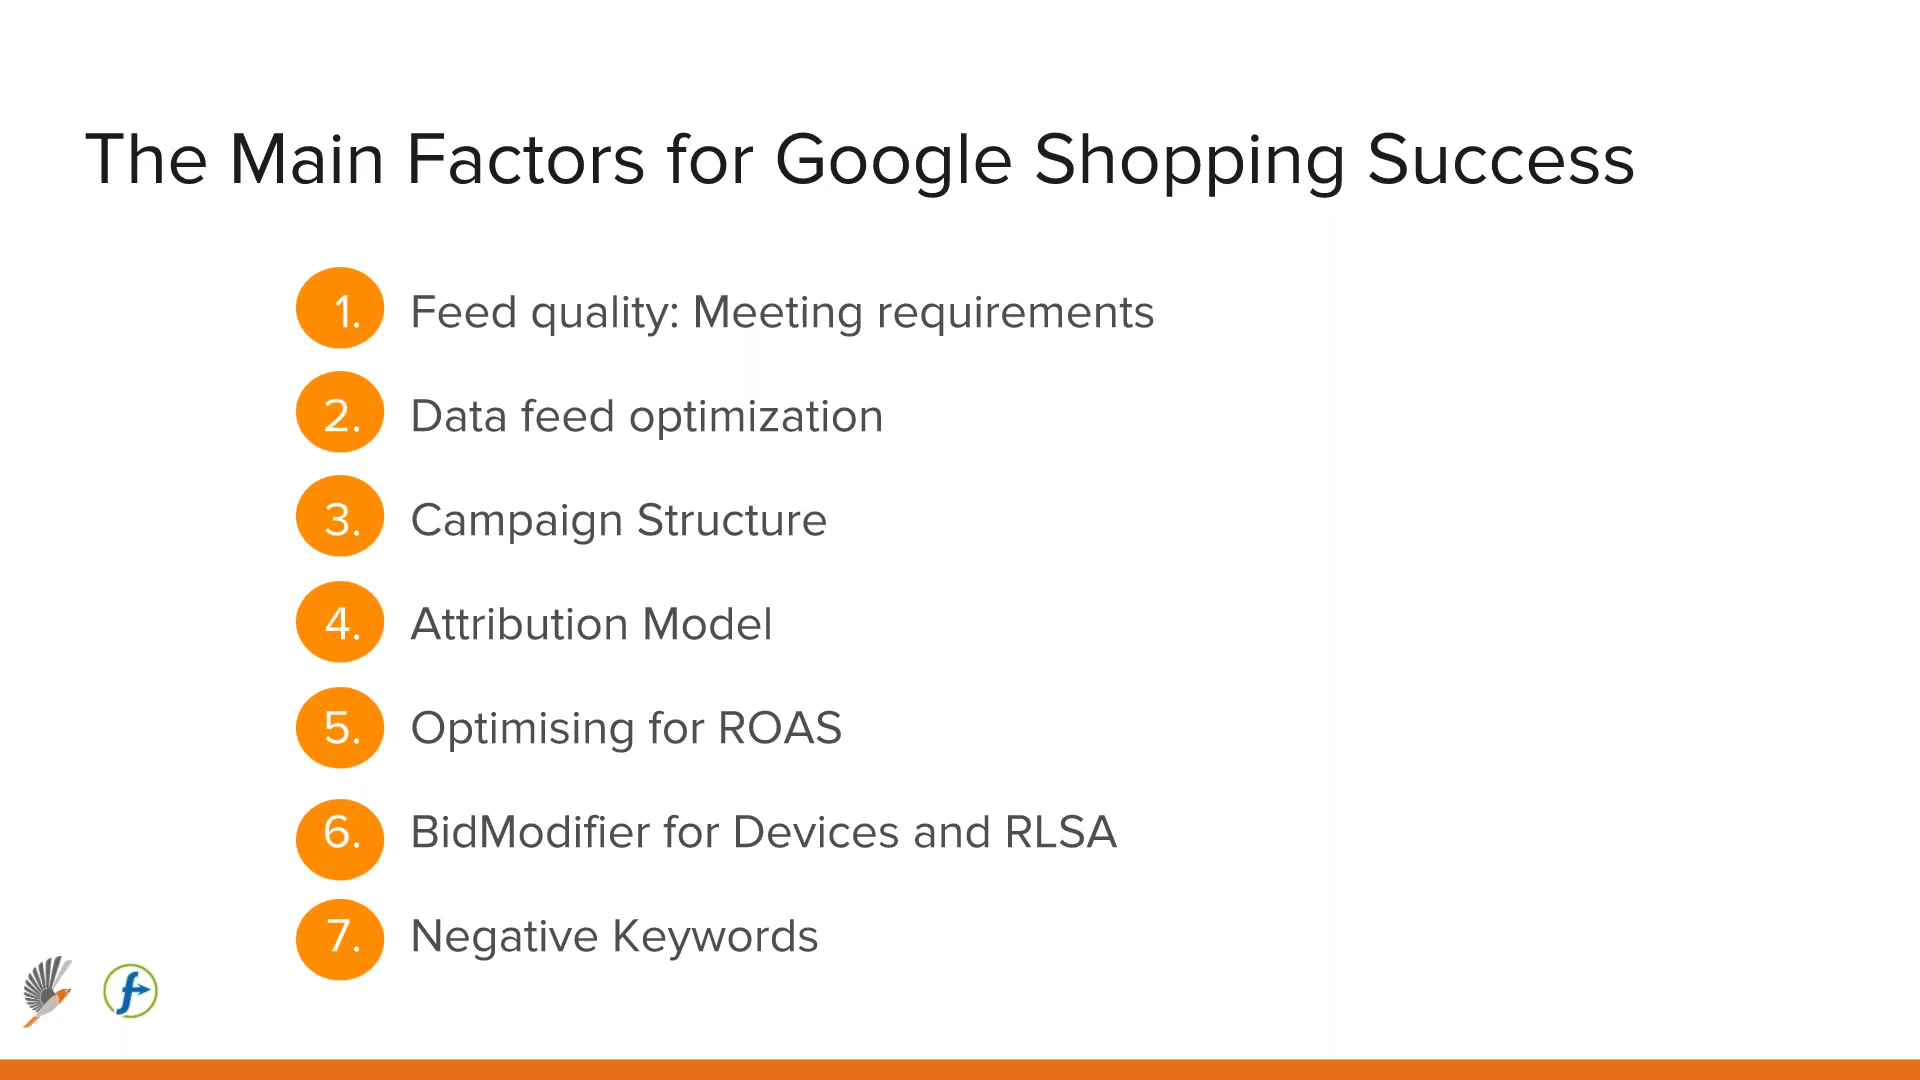 The Main Factors for Google Shopping Success
1. Feed quality: Meeting requirements
2. Data feed optimization
3. Campaign Structure
4. Attribution Model
5. Optimising for ROAS
6. BidModifier for Devices and RLSA
7. Negative Keywords
f